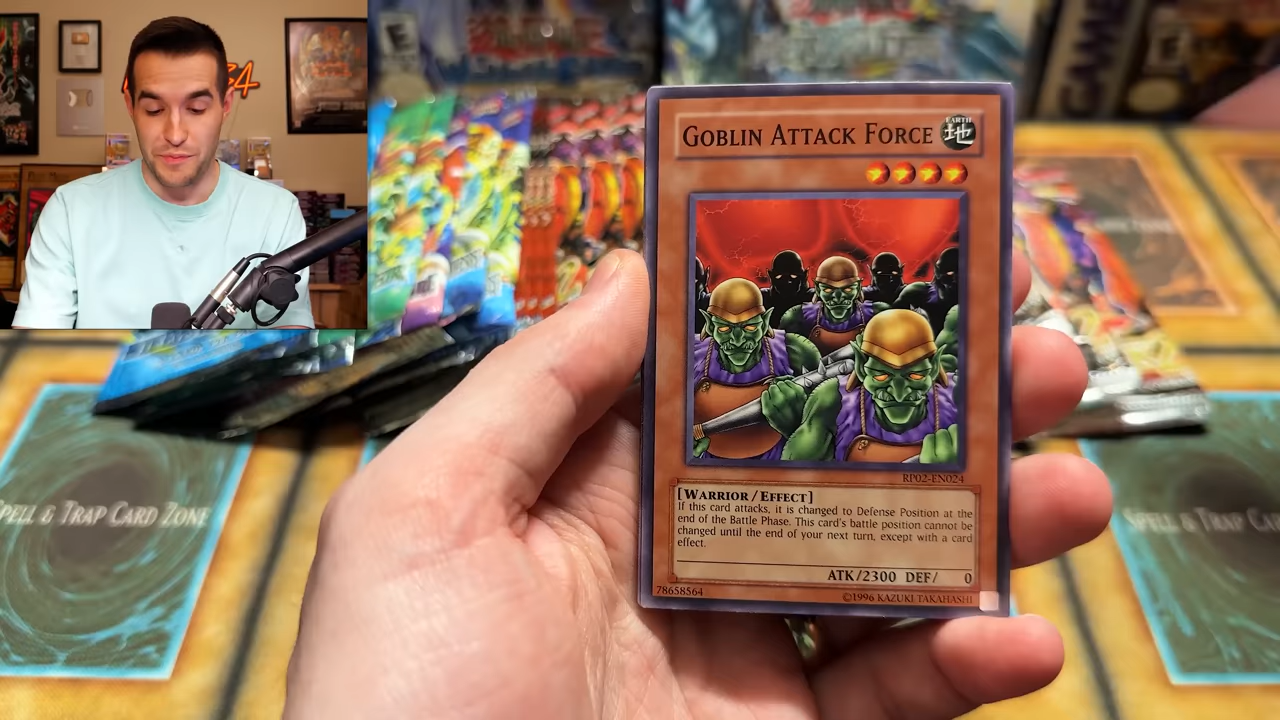 GOBLIN ATTACK FORCE
EARTH
地
RP02-EN024
[WARRIOR/EFFECT]
If this card attacks, it is changed to Defense Position at the
end of the Battle Phase. This card's battle position cannot be
changed until the end of your next turn, except with a card
effect.
ATK/2300 DEF/ 0
78658564
©1996 KAZUKI TAKAHASHI
SPELL & TRAP CARD ZONE
SPELL & TRAP CA